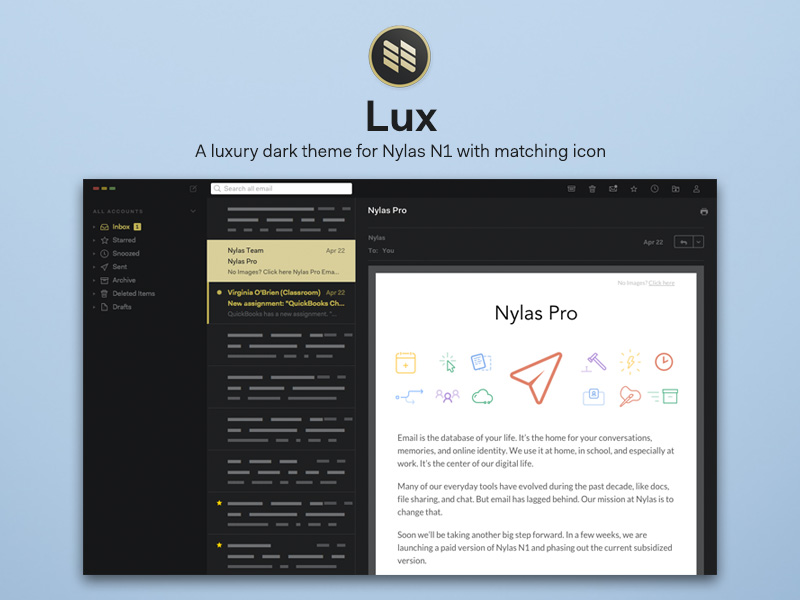 Lux
A luxury dark theme for Nylas N1 with matching icon
Search all email
ALL ACCOUNTS
Inbox 1
Starred
Snoozed
Sent
Archive
Deleted Items
Drafts
Nylas Team Apr 22
Nylas Pro
No Images? Click here Nylas Pro Ema...
Virginia O'Brien (Classroom) Apr 22
New assignment: "QuickBooks Ch...
QuickBooks has a new assignment. "...
Nylas Pro
Nylas
To: You
Apr 22
No Images? Click here
Nylas Pro
Email is the database of your life. It's the home for your conversations,
memories, and online identity. We use it at home, in school, and especially at
work. It's the center of our digital life.
Many of our everyday tools have evolved during the past decade, like docs,
file sharing, and chat. But email has lagged behind. Our mission at Nylas is to
change that.
Soon we'll be taking another big step forward. In a few weeks, we are
launching a paid version of Nylas N1 and phasing out the current subsidized
version.